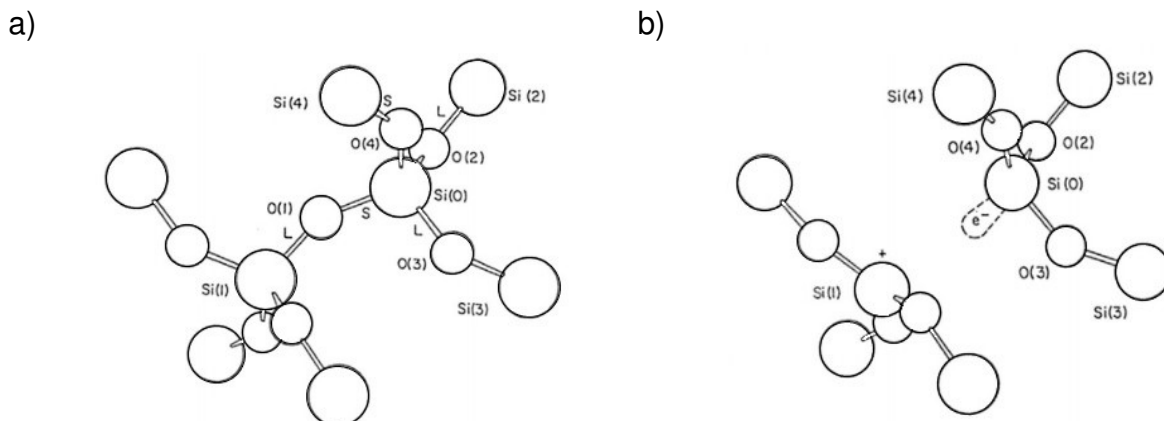 a)
Si(4)
S
L
Si(2)
O(4)
O(2)
O(1)
S
Si(0)
L
L
O(3)
Si(1)
Si(3)
b)
Si(4)
Si(2)
O(4)
O(2)
Si(0)
e-
O(3)
+
Si(1)
Si(3)